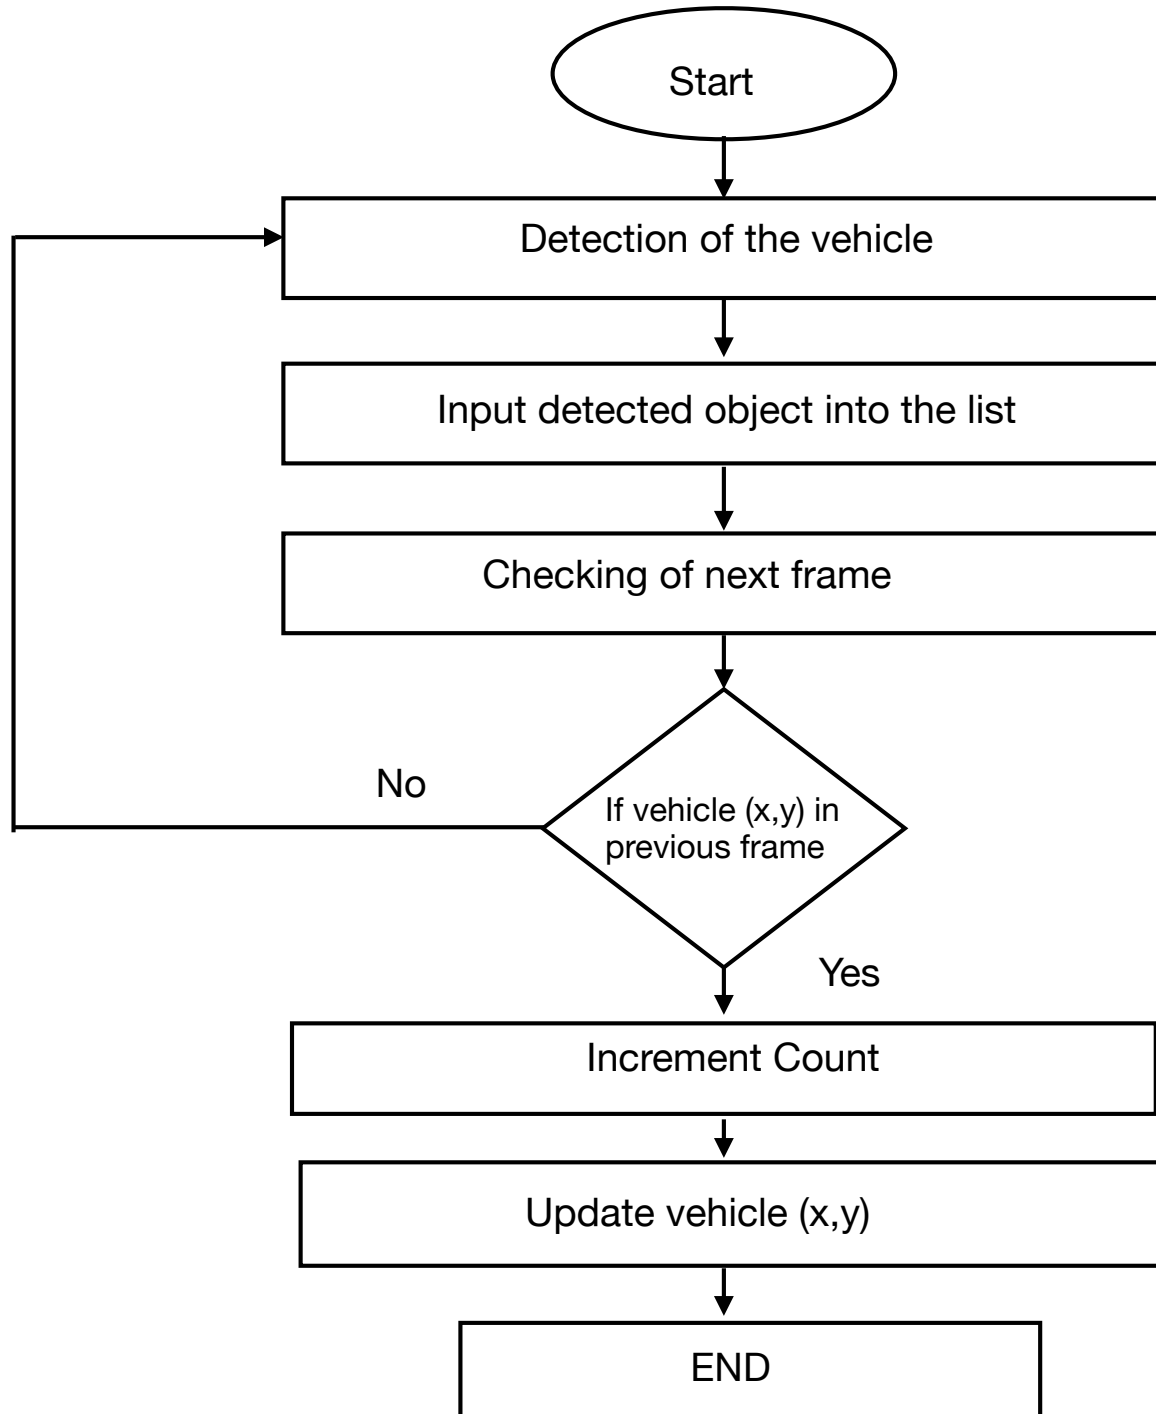 Start
Detection of the vehicle
Input detected object into the list
Checking of next frame
No
If vehicle (x,y) in
previous frame
Yes
Increment Count
Update vehicle (x,y)
END